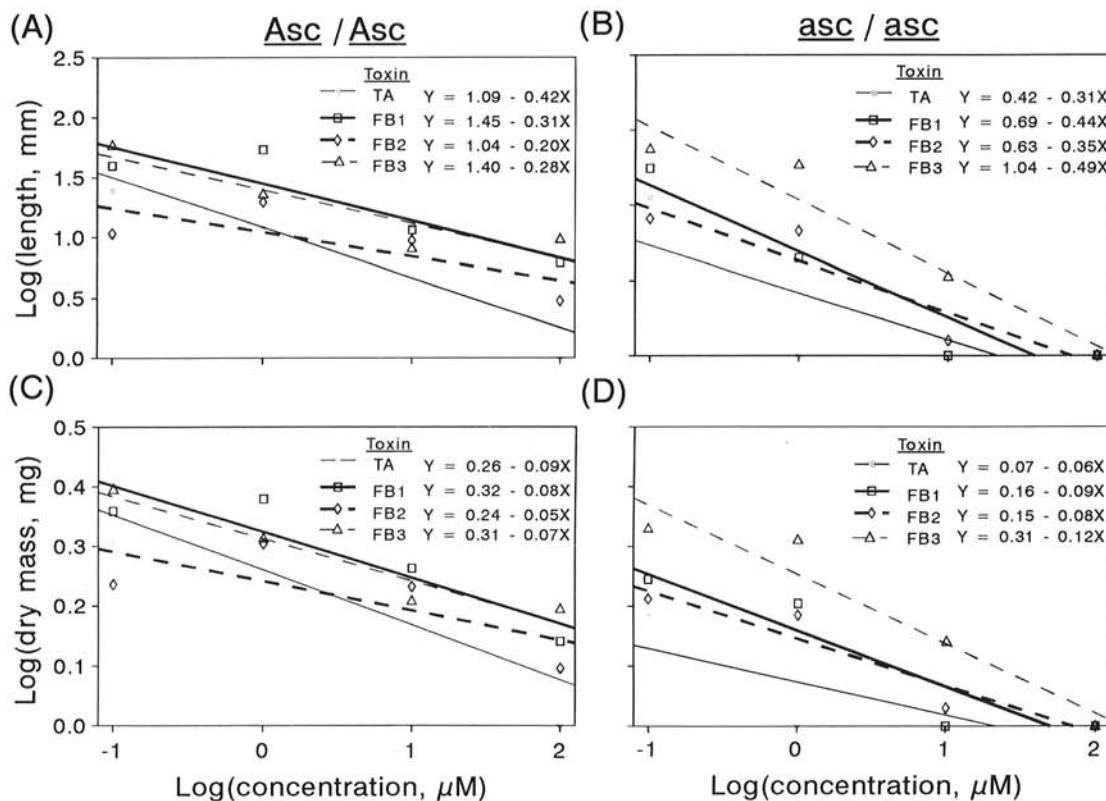 (A)
Asc / Asc
2.5
2.0
1.5
1.0
0.5
0.0
Log(length, mm)
Toxin
TA Y = 1.09 - 0.42X
FB1 Y = 1.45 - 0.31X
FB2 Y = 1.04 - 0.20X
FB3 Y = 1.40 - 0.28X
(B)
asc / asc
Toxin
TA Y = 0.42 - 0.31X
FB1 Y = 0.69 - 0.44X
FB2 Y = 0.63 - 0.35X
FB3 Y = 1.04 - 0.49X
(C)
0.5
0.4
0.3
0.2
0.1
0.0
Log(dry mass, mg)
Toxin
TA Y = 0.26 - 0.09X
FB1 Y = 0.32 - 0.08X
FB2 Y = 0.24 - 0.05X
FB3 Y = 0.31 - 0.07X
-1 0 1 2
Log(concentration, μM)
(D)
Toxin
TA Y = 0.07 - 0.06X
FB1 Y = 0.16 - 0.09X
FB2 Y = 0.15 - 0.08X
FB3 Y = 0.31 - 0.12X
-1 0 1 2
Log(concentration, μM)